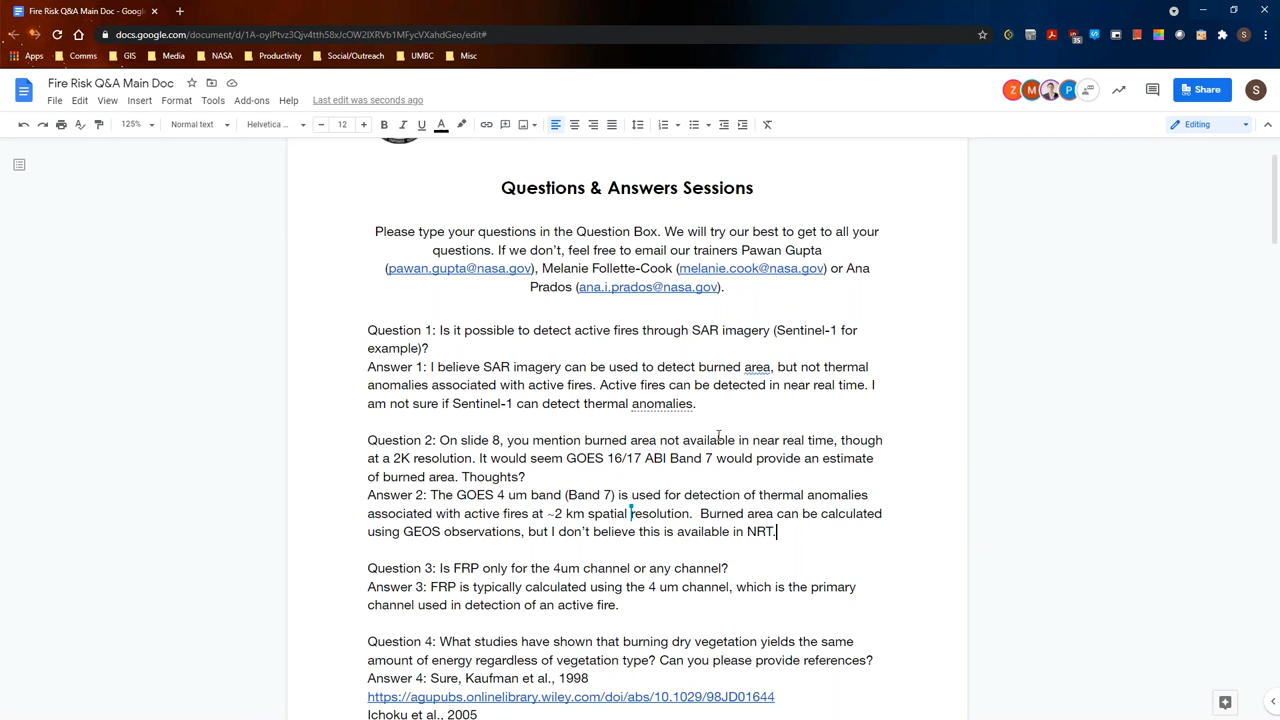 Fire Risk Q&A Main Doc - Googl
docs.google.com/document/d/1A-oyIPtvz3Qjv4tth58xJcOW2IXRVb1MFycVXahdGeo/edit#
Apps Comms GIS Media NASA Productivity Social/Outreach UMBC Misc
Fire Risk Q&A Main Doc
File Edit View Insert Format Tools Add-ons Help Last edit was seconds ago
Z M P Share S
125% Normal text Helvetica ... 12 B I U A Editing
Questions & Answers Sessions
Please type your questions in the Question Box. We will try our best to get to all your
questions. If we don't, feel free to email our trainers Pawan Gupta
(pawan.gupta@nasa.gov), Melanie Follette-Cook (melanie.cook@nasa.gov) or Ana
Prados (ana.i.prados@nasa.gov).
Question 1: Is it possible to detect active fires through SAR imagery (Sentinel-1 for
example)?
Answer 1: I believe SAR imagery can be used to detect burned area, but not thermal
anomalies associated with active fires. Active fires can be detected in near real time. I
am not sure if Sentinel-1 can detect thermal anomalies.
Question 2: On slide 8, you mention burned area not available in near real time, though
at a 2K resolution. It would seem GOES 16/17 ABI Band 7 would provide an estimate
of burned area. Thoughts?
Answer 2: The GOES 4 um band (Band 7) is used for detection of thermal anomalies
associated with active fires at ~2 km spatial resolution.  Burned area can be calculated
using GEOS observations, but I don't believe this is available in NRT.
Question 3: Is FRP only for the 4um channel or any channel?
Answer 3: FRP is typically calculated using the 4 um channel, which is the primary
channel used in detection of an active fire.
Question 4: What studies have shown that burning dry vegetation yields the same
amount of energy regardless of vegetation type? Can you please provide references?
Answer 4: Sure, Kaufman et al., 1998
https://agupubs.onlinelibrary.wiley.com/doi/abs/10.1029/98JD01644
Ichoku et al., 2005